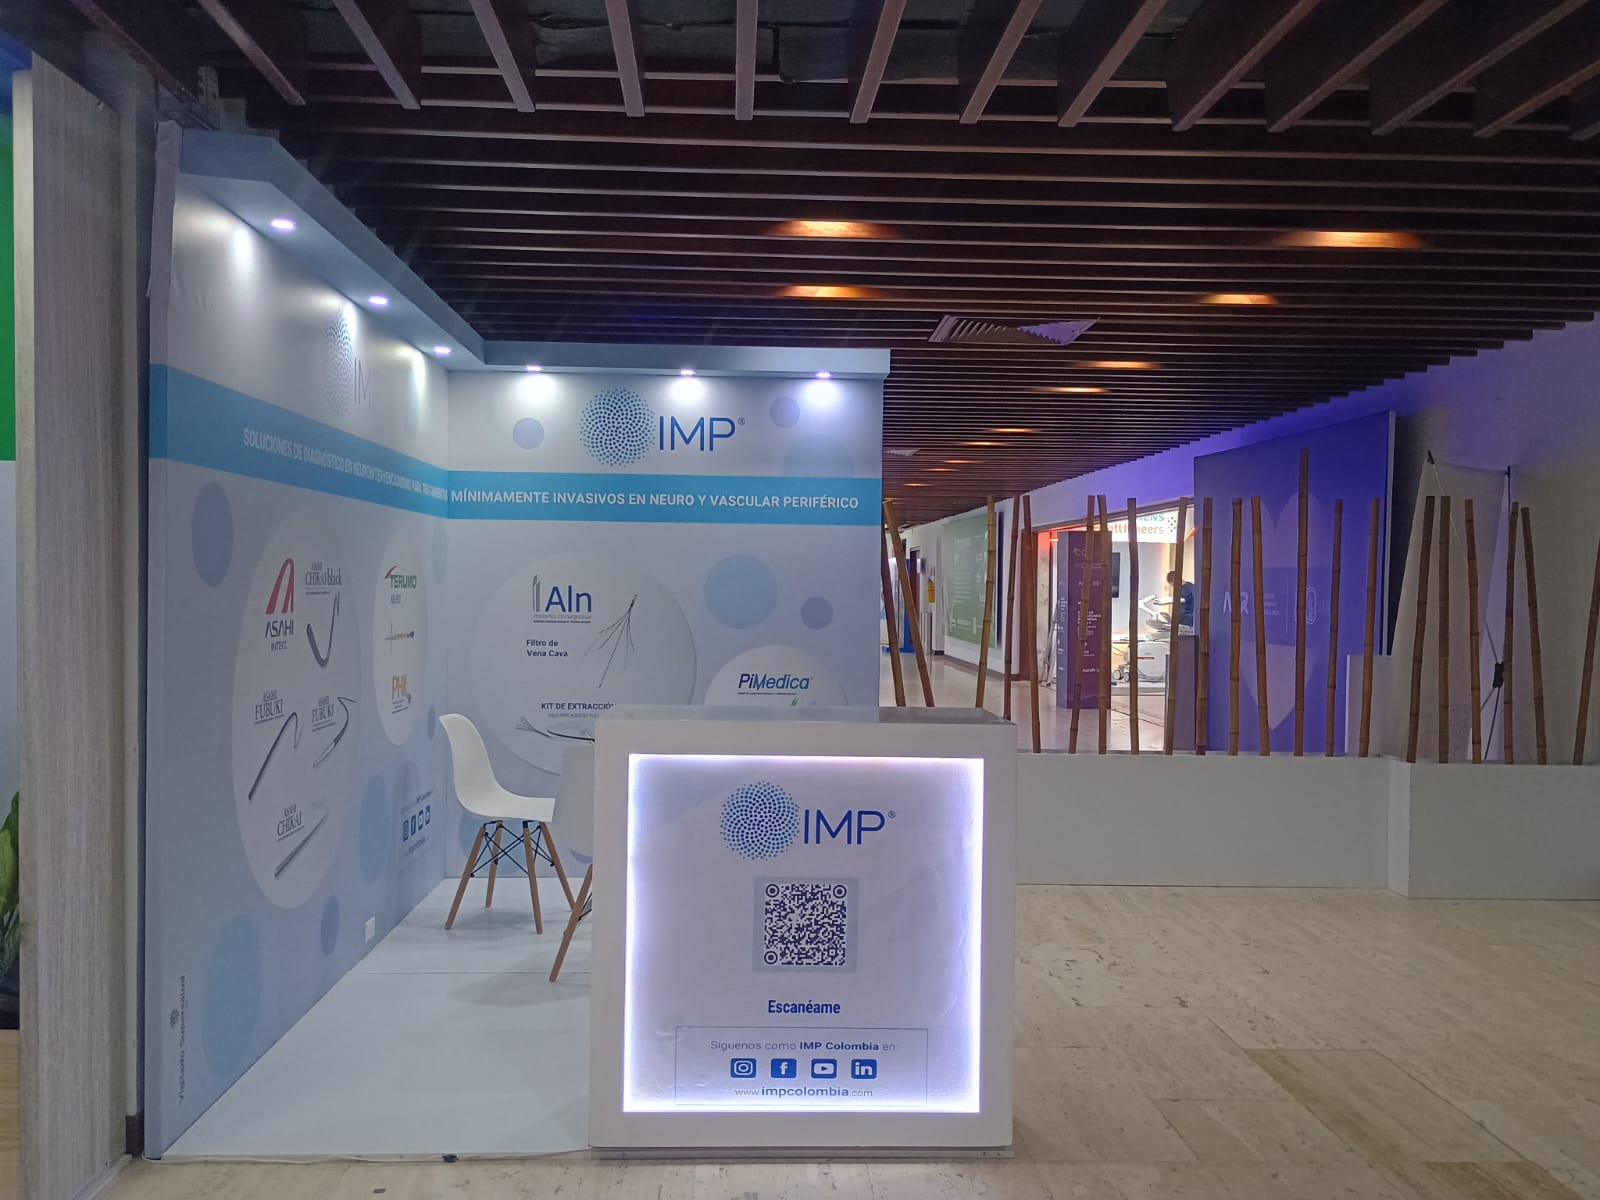 IMP
SOLUCIONES DE DIAGNÓSTICO EN NEUROINTERVENCIONISMO PARA TRATAMIENTOS
MÍNIMAMENTE INVASIVOS EN NEURO Y VASCULAR PERIFÉRICO
IMP®
ASAHI
INTECC
ASAHI
CHIKAI black
ASAHI
FUBUKI
ASAHI
FUBUKI
ASAHI
CHIKAI
TERUMO
NEURO
Aln
Filtro de
Vena Cava
KIT DE EXTRACCIÓN
PiMedica
Vigilado Supersalud
IMP®
Escanéame
Síguenos como IMP Colombia en:
www.impcolombia.com